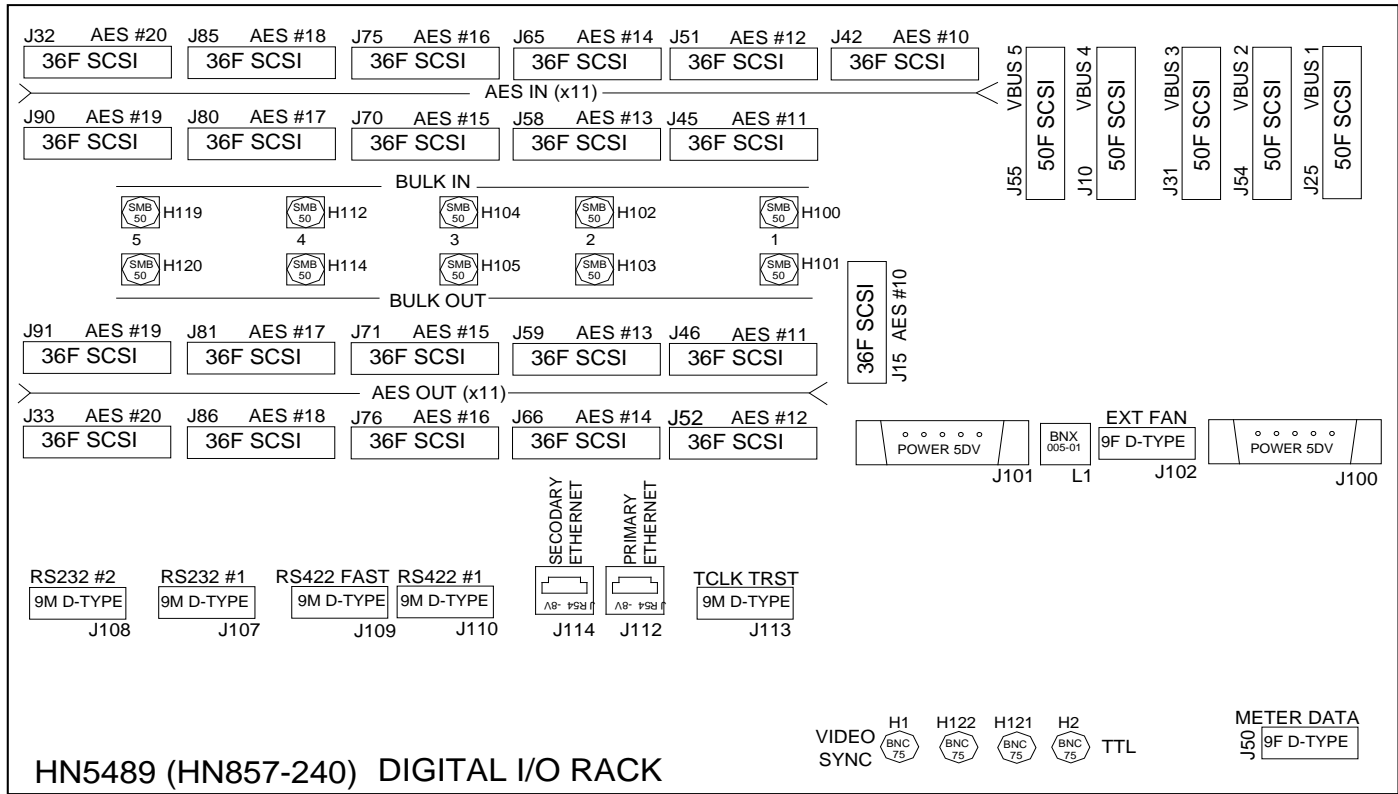 J32 AES #20 J85 AES #18 J75 AES #16 J65 AES #14 J51 AES #12 J42 AES #10
36F SCSI 36F SCSI 36F SCSI 36F SCSI 36F SCSI 36F SCSI
AES IN (x11)
J90 AES #19 J80 AES #17 J70 AES #15 J58 AES #13 J45 AES #11
36F SCSI 36F SCSI 36F SCSI 36F SCSI 36F SCSI
J55 VBUS 5
50F SCSI
J10 VBUS 4
50F SCSI
J31 VBUS 3
50F SCSI
J54 VBUS 2
50F SCSI
J25 VBUS 1
50F SCSI
BULK IN
SMB 50 H119 SMB 50 H112 SMB 50 H104 SMB 50 H102 SMB 50 H100
5 4 3 2 1
SMB 50 H120 SMB 50 H114 SMB 50 H105 SMB 50 H103 SMB 50 H101
BULK OUT
J91 AES #19 J81 AES #17 J71 AES #15 J59 AES #13 J46 AES #11
36F SCSI 36F SCSI 36F SCSI 36F SCSI 36F SCSI
36F SCSI
J15 AES #10
AES OUT (x11)
J33 AES #20 J86 AES #18 J76 AES #16 J66 AES #14 J52 AES #12
36F SCSI 36F SCSI 36F SCSI 36F SCSI 36F SCSI
POWER 5DV
J101
BNX
005-01
L1
EXT FAN
9F D-TYPE
J102
POWER 5DV
J100
RS232 #2
9M D-TYPE
J108
RS232 #1
9M D-TYPE
J107
RS422 FAST
9M D-TYPE
J109
RS422 #1
9M D-TYPE
J110
SECODARY
ETHERNET
JR54 -8V
J114
PRIMARY
ETHERNET
JR54 -8V
J112
TCLK TRST
9M D-TYPE
J113
VIDEO
SYNC
H1 H122 H121 H2
BNC 75 BNC 75 BNC 75 BNC 75
TTL
METER DATA
J50 9F D-TYPE
HN5489 (HN857-240) DIGITAL I/O RACK